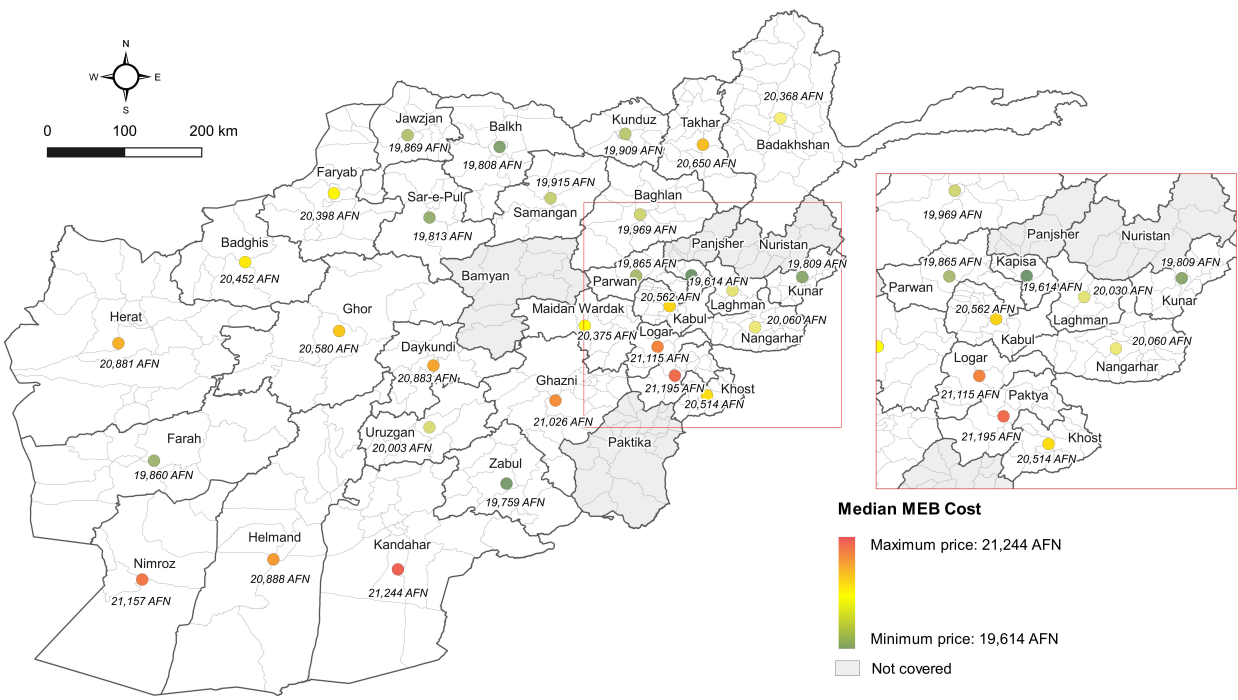 N
W E
S
0 100 200 km
Jawzjan
19,869 AFN
Balkh
19,808 AFN
Kunduz
19,909 AFN
Takhar
20,650 AFN
20,368 AFN
Badakhshan
Faryab
20,398 AFN
Sar-e-Pul
19,813 AFN
19,915 AFN
Samangan
Baghlan
19,969 AFN
Badghis
20,452 AFN
Bamyan
Panjsher
Nuristan
19,865 AFN
Parwan
19,614 AFN
19,809 AFN
Kunar
Laghman
20,562 AFN
Kabul
Maidan Wardak
20,375 AFN
20,060 AFN
Nangarhar
Herat
20,881 AFN
Ghor
20,580 AFN
Daykundi
20,883 AFN
Logar
21,115 AFN
21,195 AFN
Khost
20,514 AFN
Ghazni
21,026 AFN
Uruzgan
20,003 AFN
Paktika
Farah
19,860 AFN
Zabul
19,759 AFN
Nimroz
21,157 AFN
Helmand
20,888 AFN
Kandahar
21,244 AFN
19,969 AFN
Panjsher
Nuristan
19,865 AFN
Parwan
Kapisa
19,614 AFN
20,030 AFN
Laghman
19,809 AFN
Kunar
20,562 AFN
Kabul
20,060 AFN
Nangarhar
Logar
21,115 AFN
Paktya
21,195 AFN
Khost
20,514 AFN
Median MEB Cost
Maximum price: 21,244 AFN
Minimum price: 19,614 AFN
Not covered